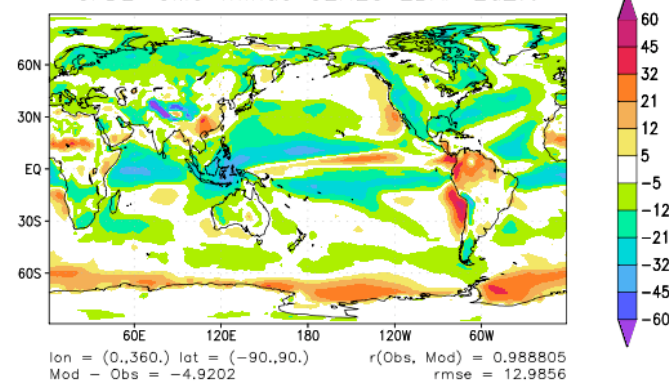 60N
30N
EQ
30S
60S
60E 120E 180 120W 60W
60
45
32
21
12
5
−5
−12
−21
−32
−45
−60
lon = (0.,360.) lat = (−90.,90.) r(Obs, Mod) = 0.988805
Mod − Obs = −4.9202 rmse = 12.9856